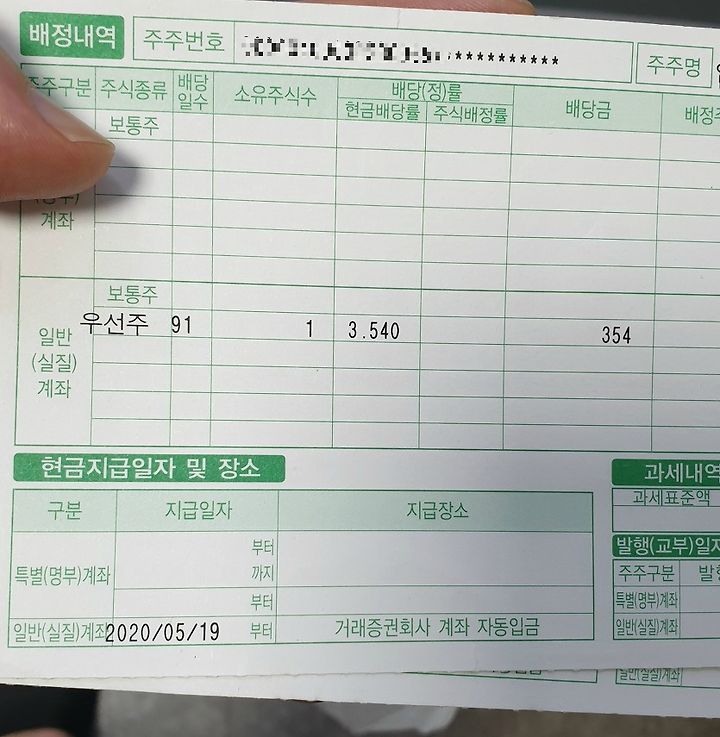 배정내역 주주번호 ********** 주주명
주주구분 주식종류 배당일수 소유주식수 배당(정)률 배당금
현금배당률 주식배정률
보통주
계좌
보통주
우선주 91 1 3.540 354
일반
(실질)
계좌
현금지급일자 및 장소 과세내역
구분 지급일자 지급장소 과세표준액
특별(명부)계좌 부터
까지
부터
발행(교부)일자
주주구분
특별(명부)계좌
일반(실질)계좌 2020/05/19 부터 거래증권회사 계좌 자동입금 일반(실질)계좌
일반(실질)계좌